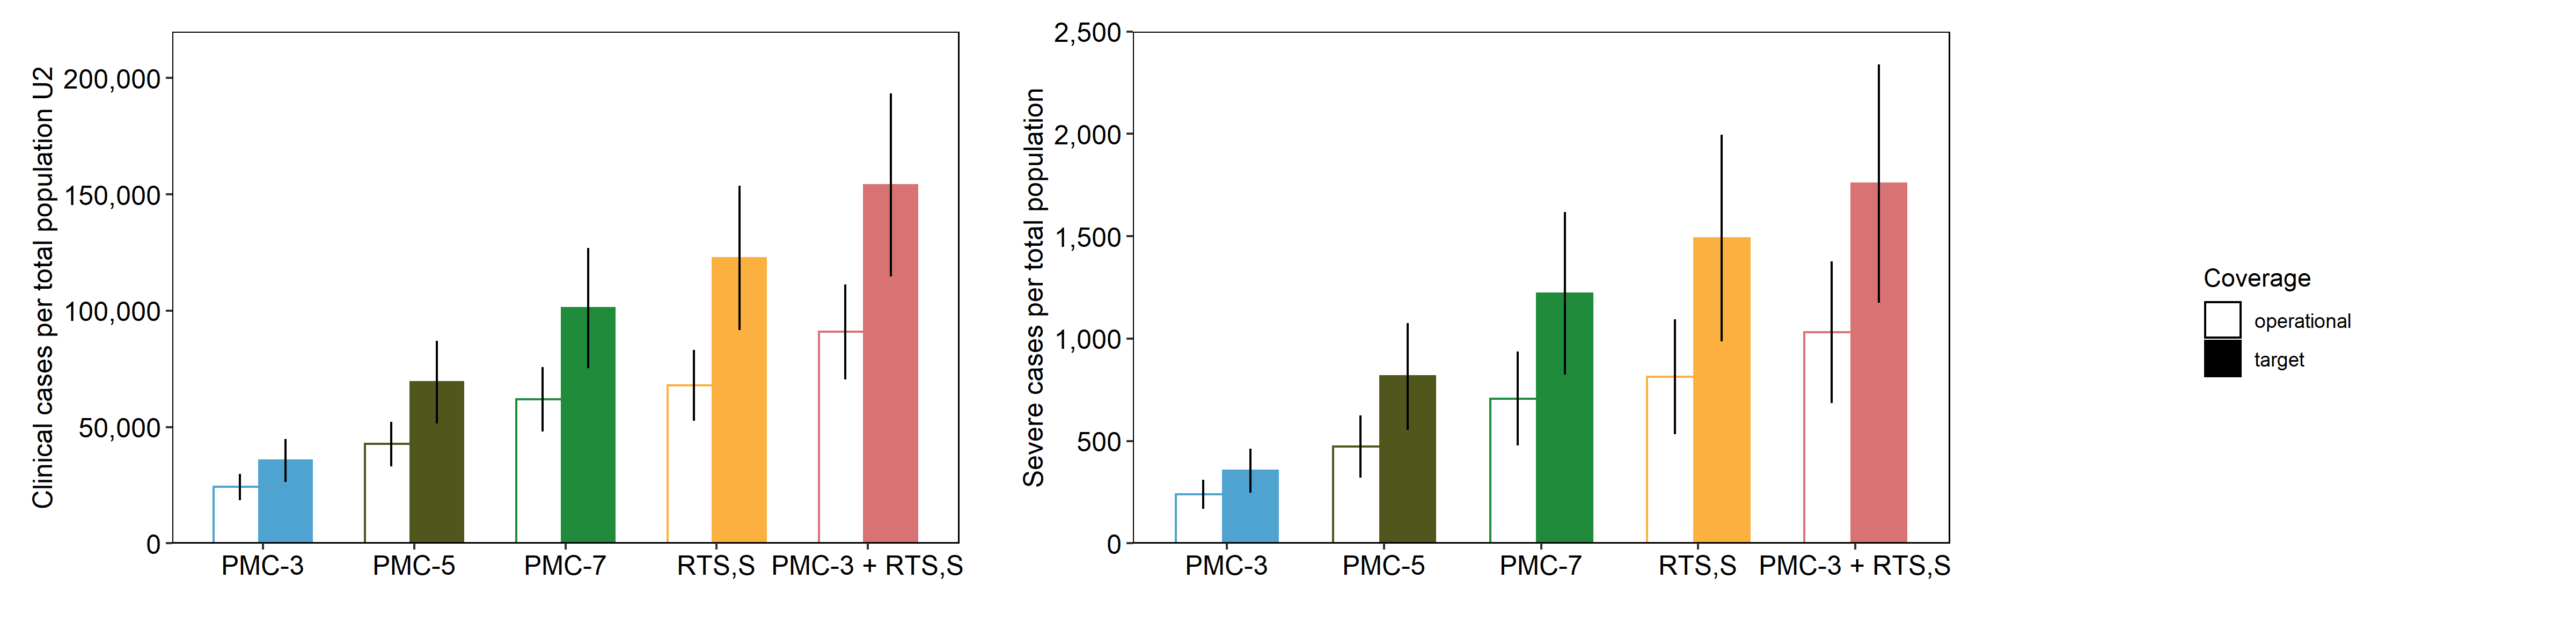 Clinical cases per total population U2
200,000
150,000
100,000
50,000
0
PMC-3 PMC-5 PMC-7 RTS,S PMC-3 + RTS,S
Severe cases per total population
2,500
2,000
1,500
1,000
500
0
PMC-3 PMC-5 PMC-7 RTS,S PMC-3 + RTS,S
Coverage
operational
target